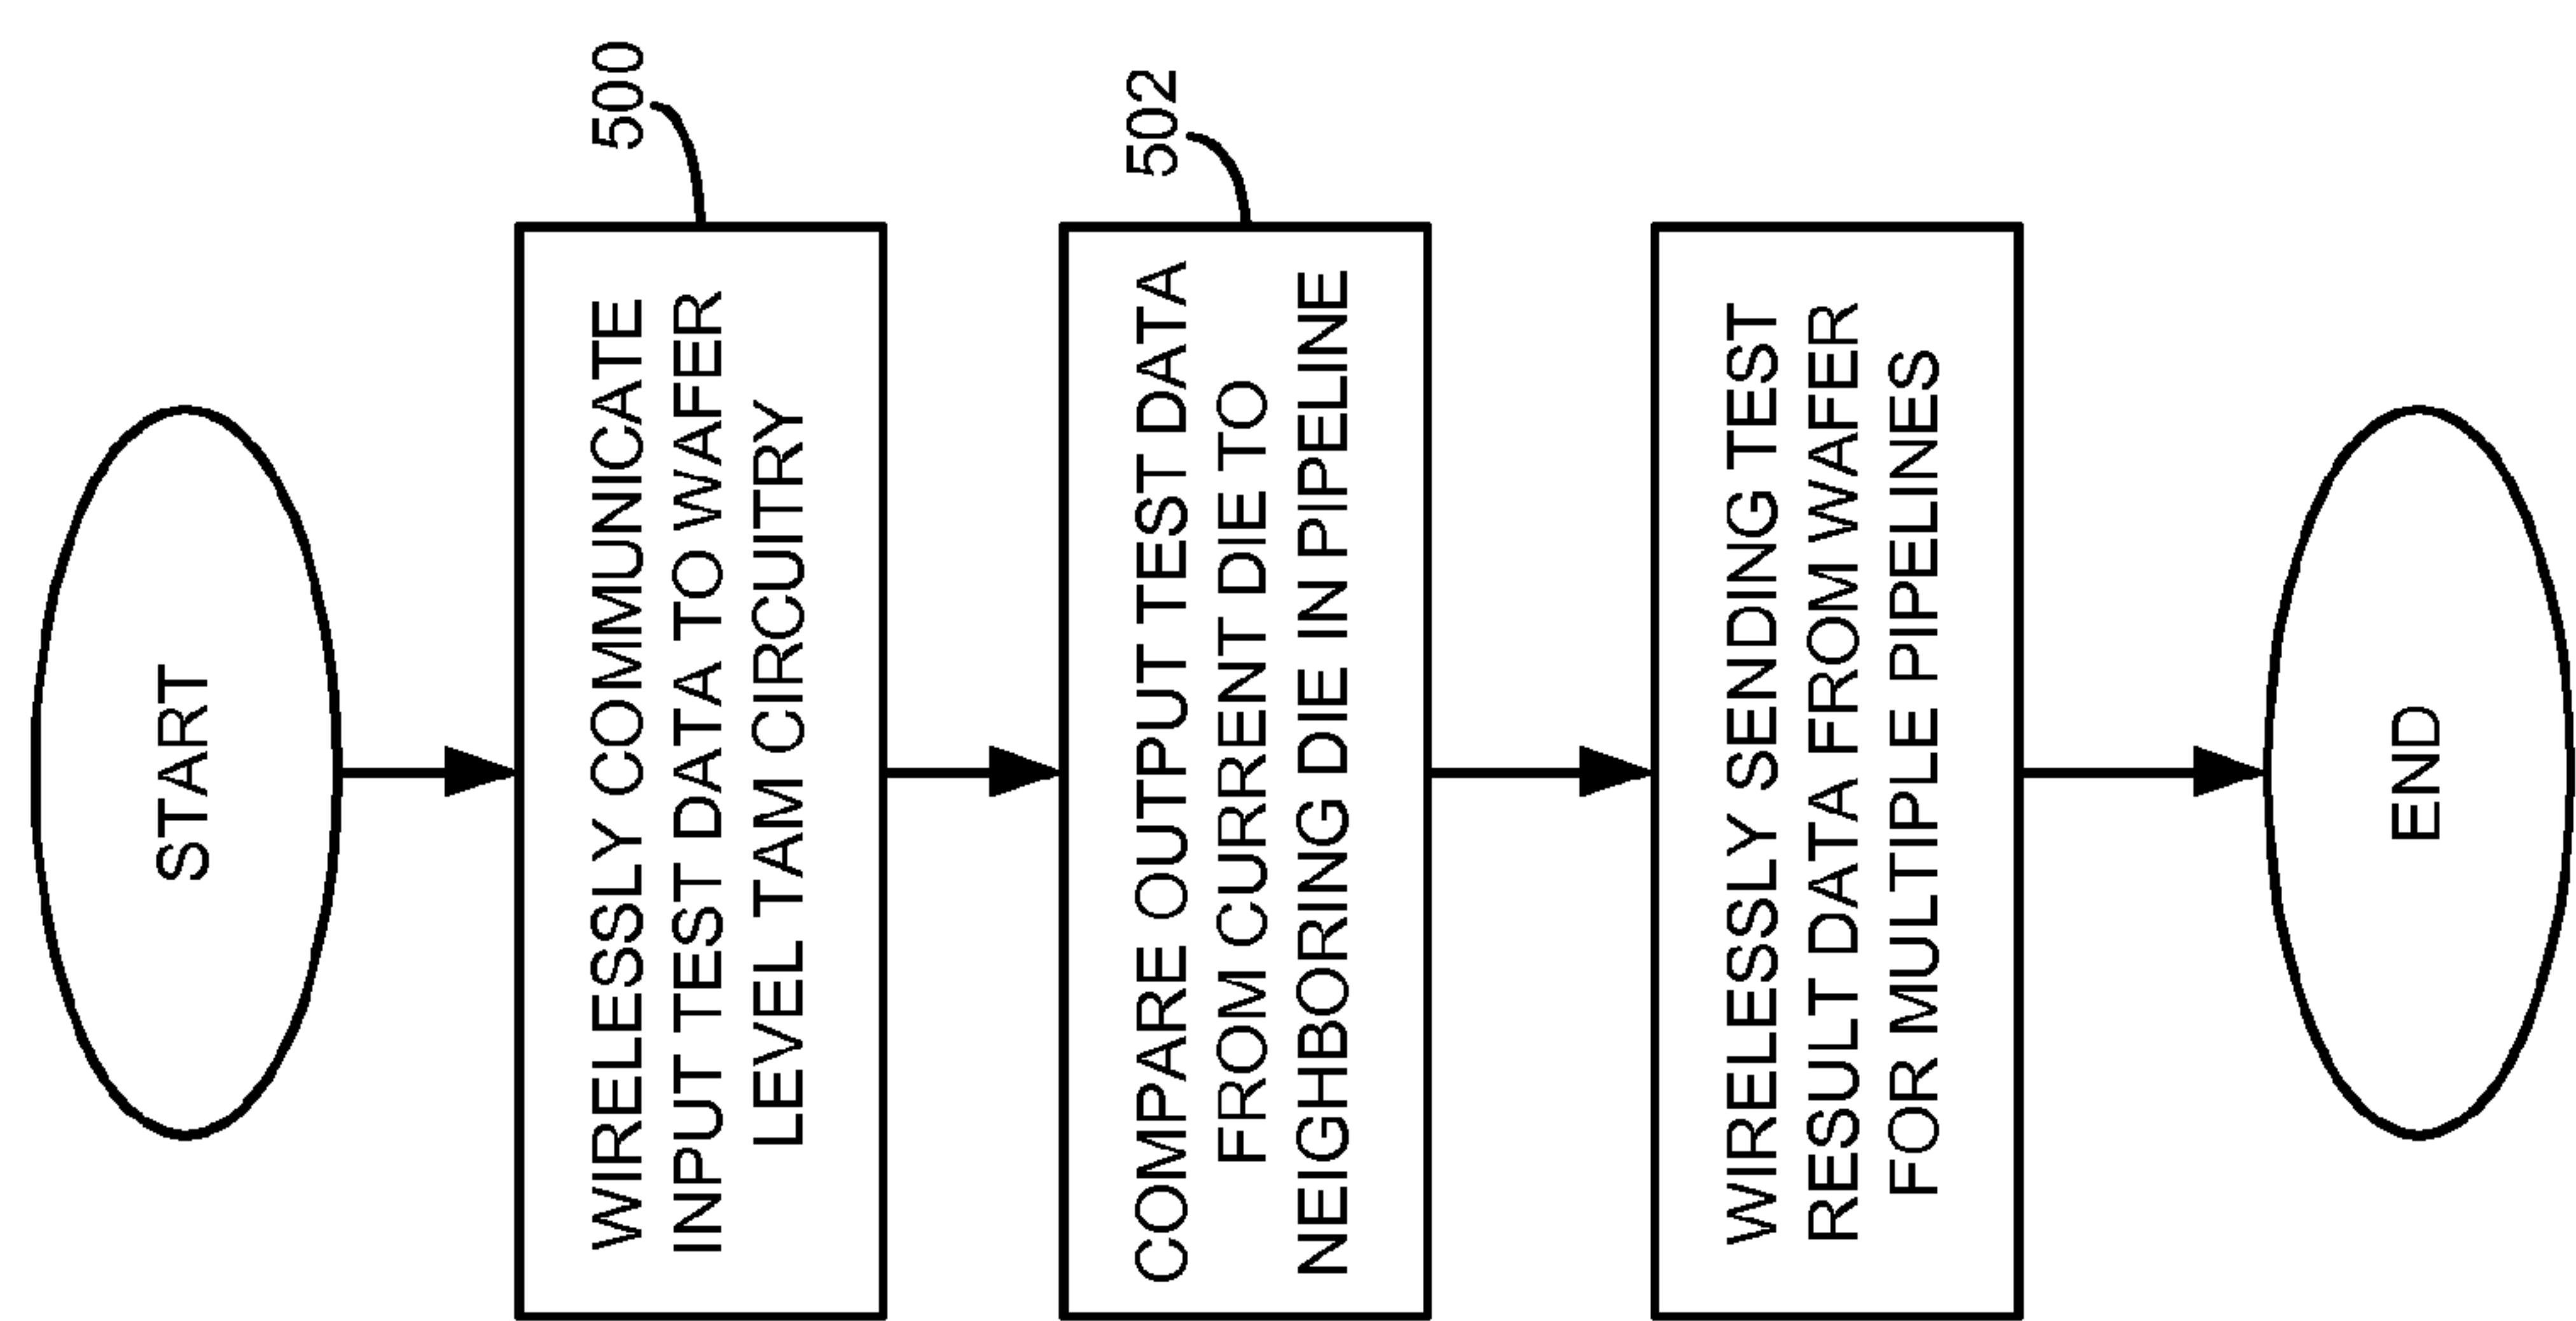 START
500
WIRELESSLY COMMUNICATE
INPUT TEST DATA TO WAFER
LEVEL TAM CIRCUITRY
502
COMPARE OUTPUT TEST DATA
FROM CURRENT DIE TO
NEIGHBORING DIE IN PIPELINE
WIRELESSLY SENDING TEST
RESULT DATA FROM WAFER
FOR MULTIPLE PIPELINES
END